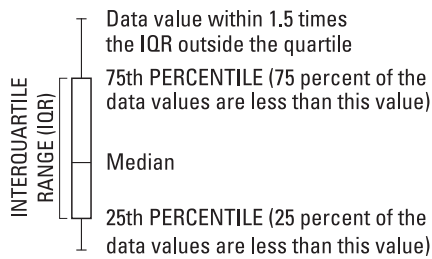 Data value within 1.5 times
the IQR outside the quartile
75th PERCENTILE (75 percent of the
data values are less than this value)
INTERQUARTILE
RANGE (IQR)
Median
25th PERCENTILE (25 percent of the
data values are less than this value)